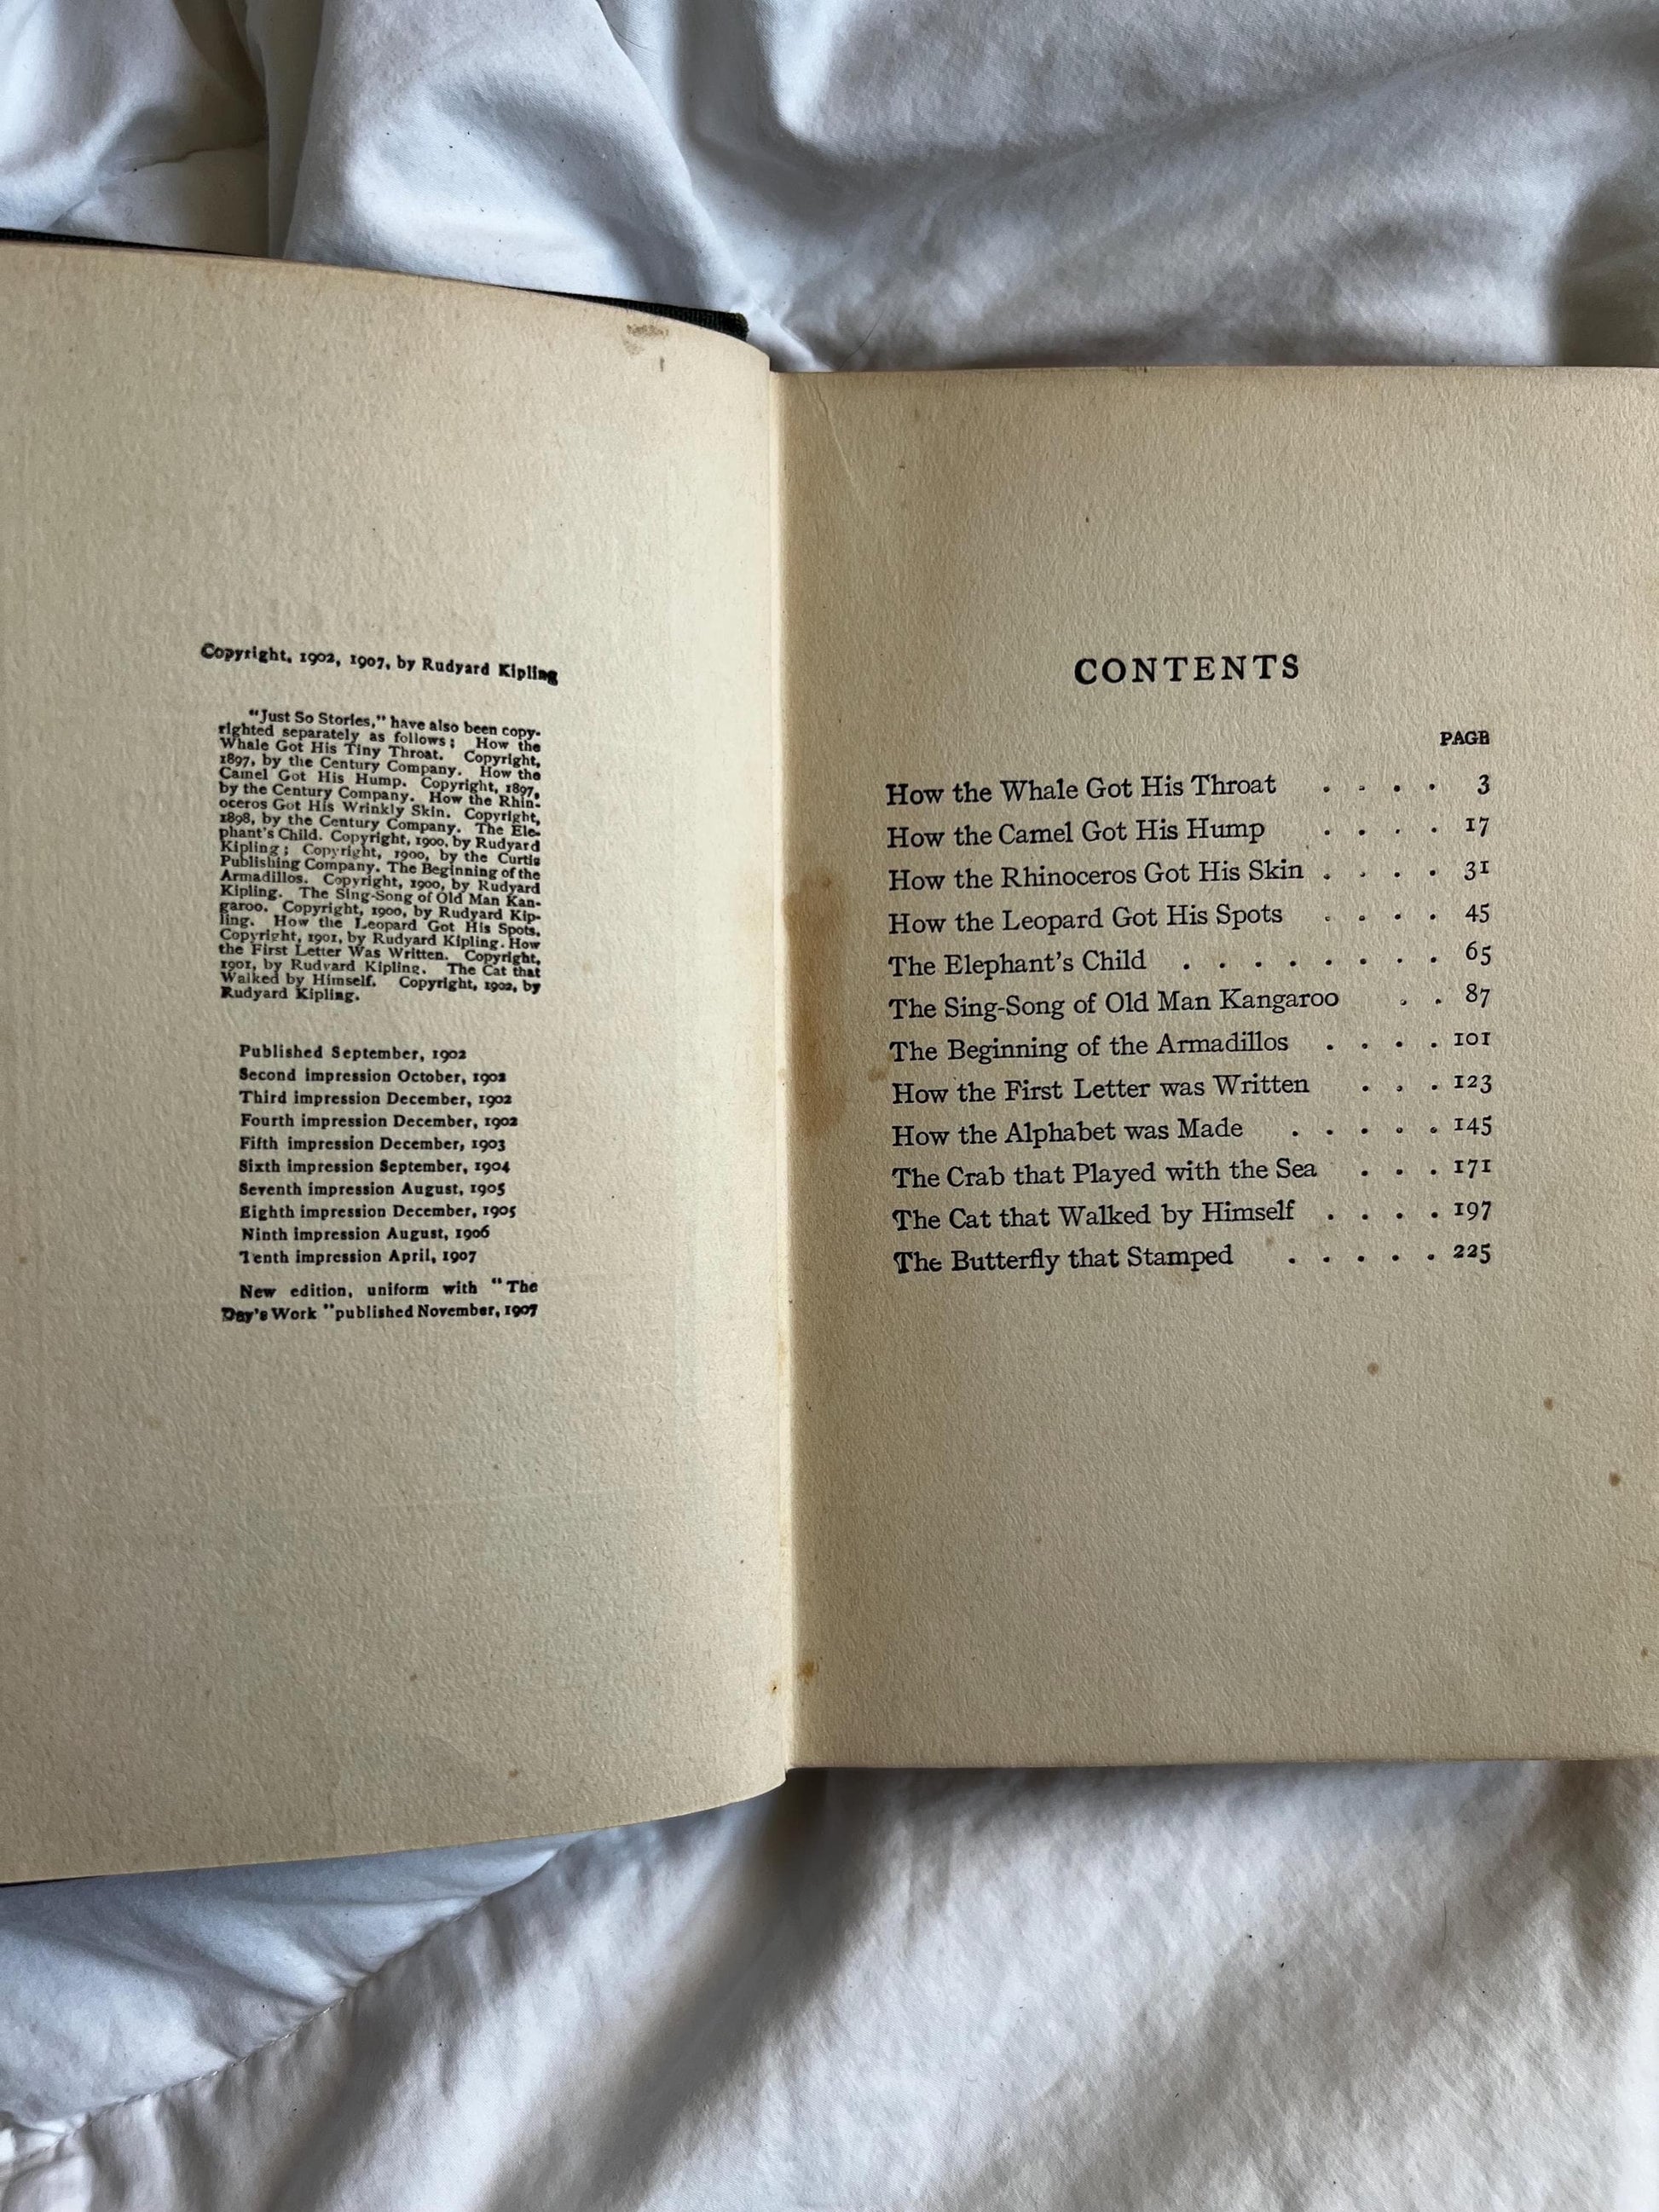 Copyright, 1902, 1907, by Rudyard Kipling
"Just So Stories," have also been copy-
righted separately as follows; How the
Whale Got His Tiny Throat. Copyright,
1897, by the Century Company. How the
Camel Got His Hump. Copyright, 1897,
by the Century Company. How the Rhin-
oceros Got His Wrinkly Skin. Copyright,
1898, by the Century Company. The Ele-
phant's Child. Copyright, 1900, by Rudyard
Kipling; Copyright, 1900, by the Curtis
Publishing Company. The Beginning of the
Armadillos. Copyright, 1900, by Rudyard
Kipling. The Sing-Song of Old Man Kan-
garoo. Copyright, 1900, by Rudyard Kip-
ling. How the Leopard Got His Spots.
Copyright, 1901, by Rudyard Kipling. How
the First Letter Was Written. Copyright,
1901, by Rudyard Kipling. The Cat that
Walked by Himself. Copyright, 1902, by
Rudyard Kipling.
Published September, 1902
Second impression October, 1902
Third impression December, 1902
Fourth impression December, 1902
Fifth impression December, 1903
Sixth impression September, 1904
Seventh impression August, 1905
Eighth impression December, 1905
Ninth impression August, 1906
Tenth impression April, 1907
New edition, uniform with "The
Day's Work" published November, 1907
CONTENTS
PAGE
How the Whale Got His Throat . . . . 3
How the Camel Got His Hump . . . . 17
How the Rhinoceros Got His Skin . . . . 31
How the Leopard Got His Spots . . . . 45
The Elephant's Child . . . . . . . . 65
The Sing-Song of Old Man Kangaroo . . 87
The Beginning of the Armadillos . . . . 101
How the First Letter was Written . . . 123
How the Alphabet was Made . . . . . 145
The Crab that Played with the Sea . . . 171
The Cat that Walked by Himself . . . . 197
The Butterfly that Stamped . . . . . 225